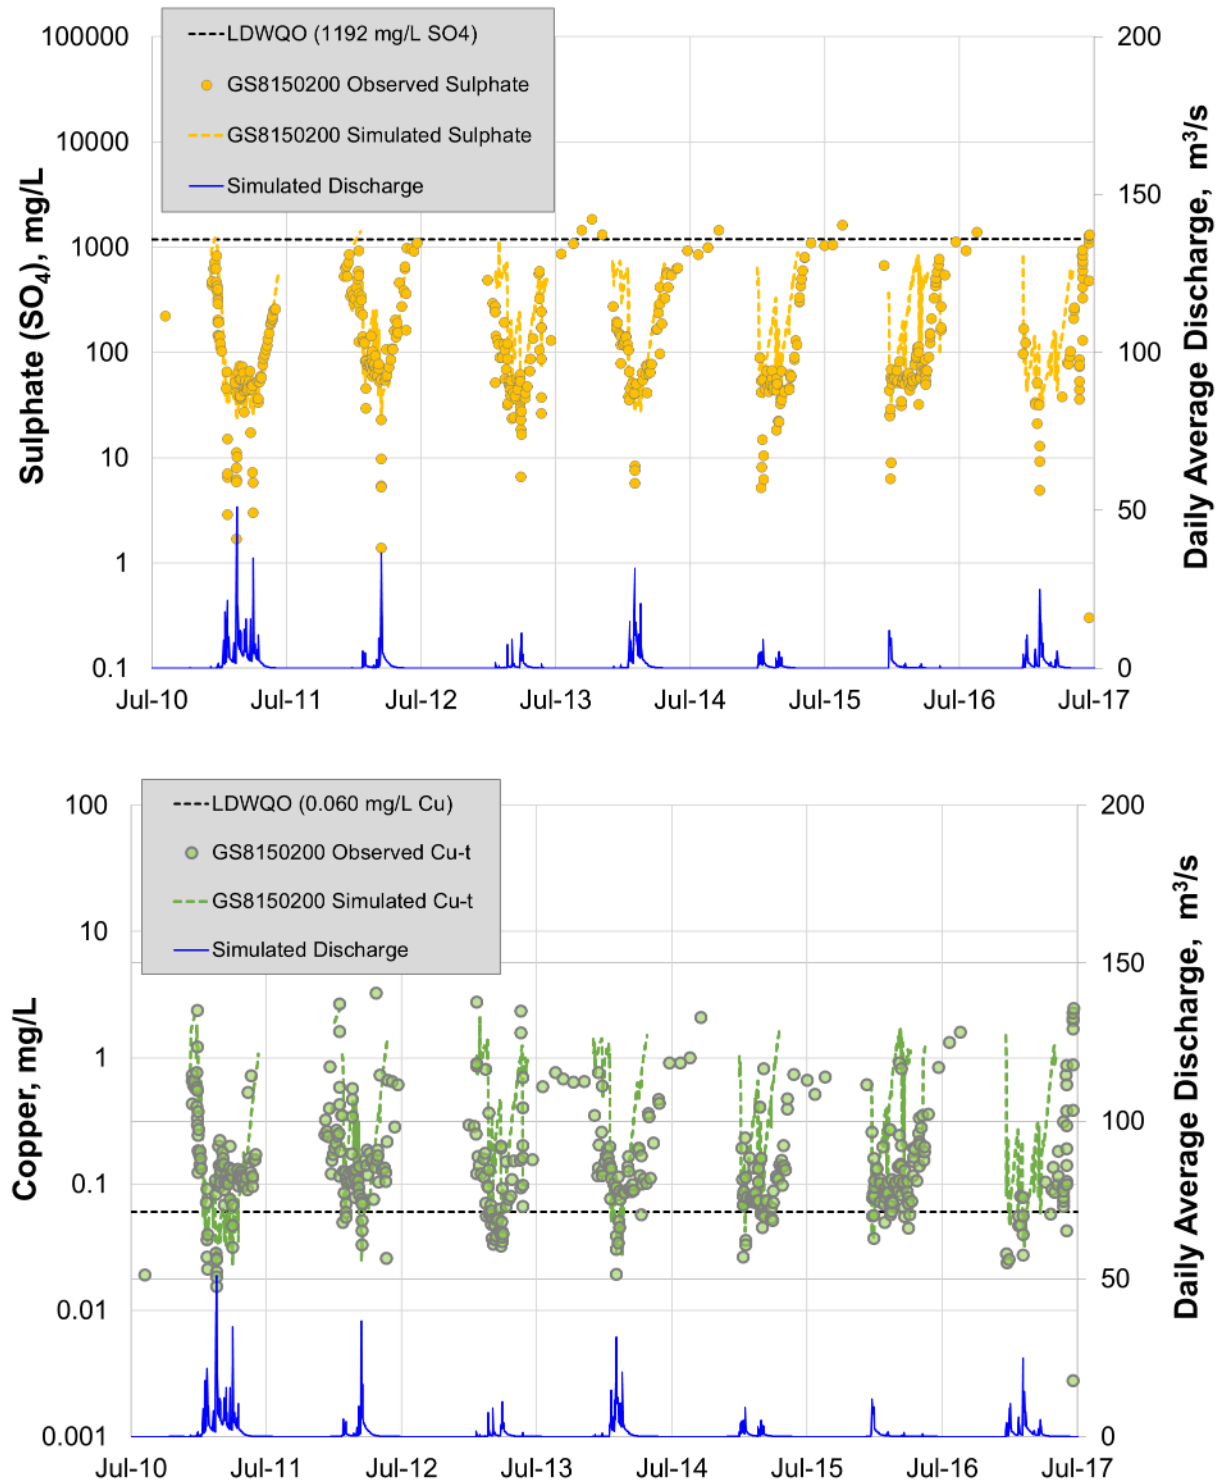 LDWQO (1192 mg/L SO4)
GS8150200 Observed Sulphate
GS8150200 Simulated Sulphate
Simulated Discharge
Sulphate (SO₄), mg/L
100000
10000
1000
100
10
1
0.1
Daily Average Discharge, m³/s
200
150
100
50
0
Jul-10 Jul-11 Jul-12 Jul-13 Jul-14 Jul-15 Jul-16 Jul-17
LDWQO (0.060 mg/L Cu)
GS8150200 Observed Cu-t
GS8150200 Simulated Cu-t
Simulated Discharge
Copper, mg/L
100
10
1
0.1
0.01
0.001
Daily Average Discharge, m³/s
200
150
100
50
0
Jul-10 Jul-11 Jul-12 Jul-13 Jul-14 Jul-15 Jul-16 Jul-17